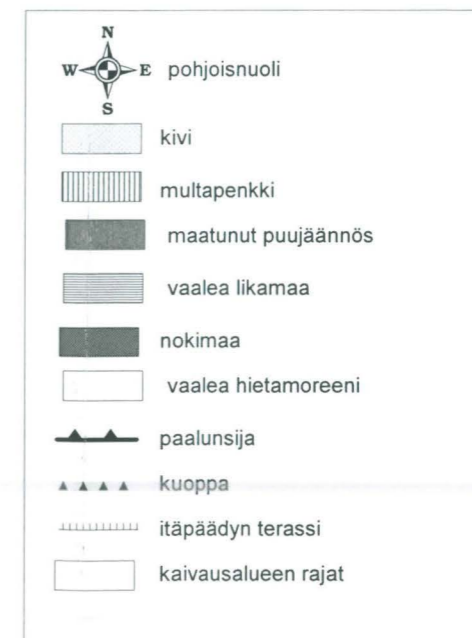 N
W E pohjoisnuoli
S
kivi
multapenkki
maatunut puujäännös
vaalea likamaa
nokimaa
vaalea hietamoreeni
paalunsija
kuoppa
itäpäädyn terassi
kaivausalueen rajat